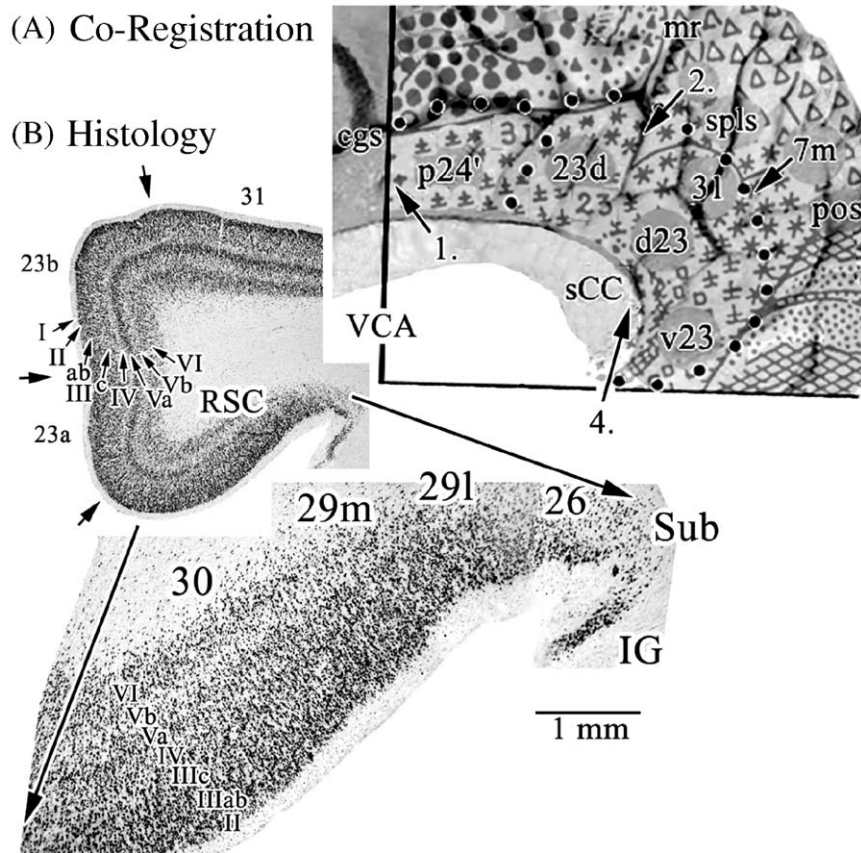 (A) Co-Registration
mr
2.
cgs
31
spls
(B) Histology
p24'
23d
7m
31
23
pos
31
1.
d23
23b
sCC
VCA
v23
I
II
ab
III
c
IV
Va
Vb
VI
RSC
4.
23a
29l
26
29m
Sub
30
IG
VI
Vb
Va
IV
IIIc
IIIab
II
1 mm